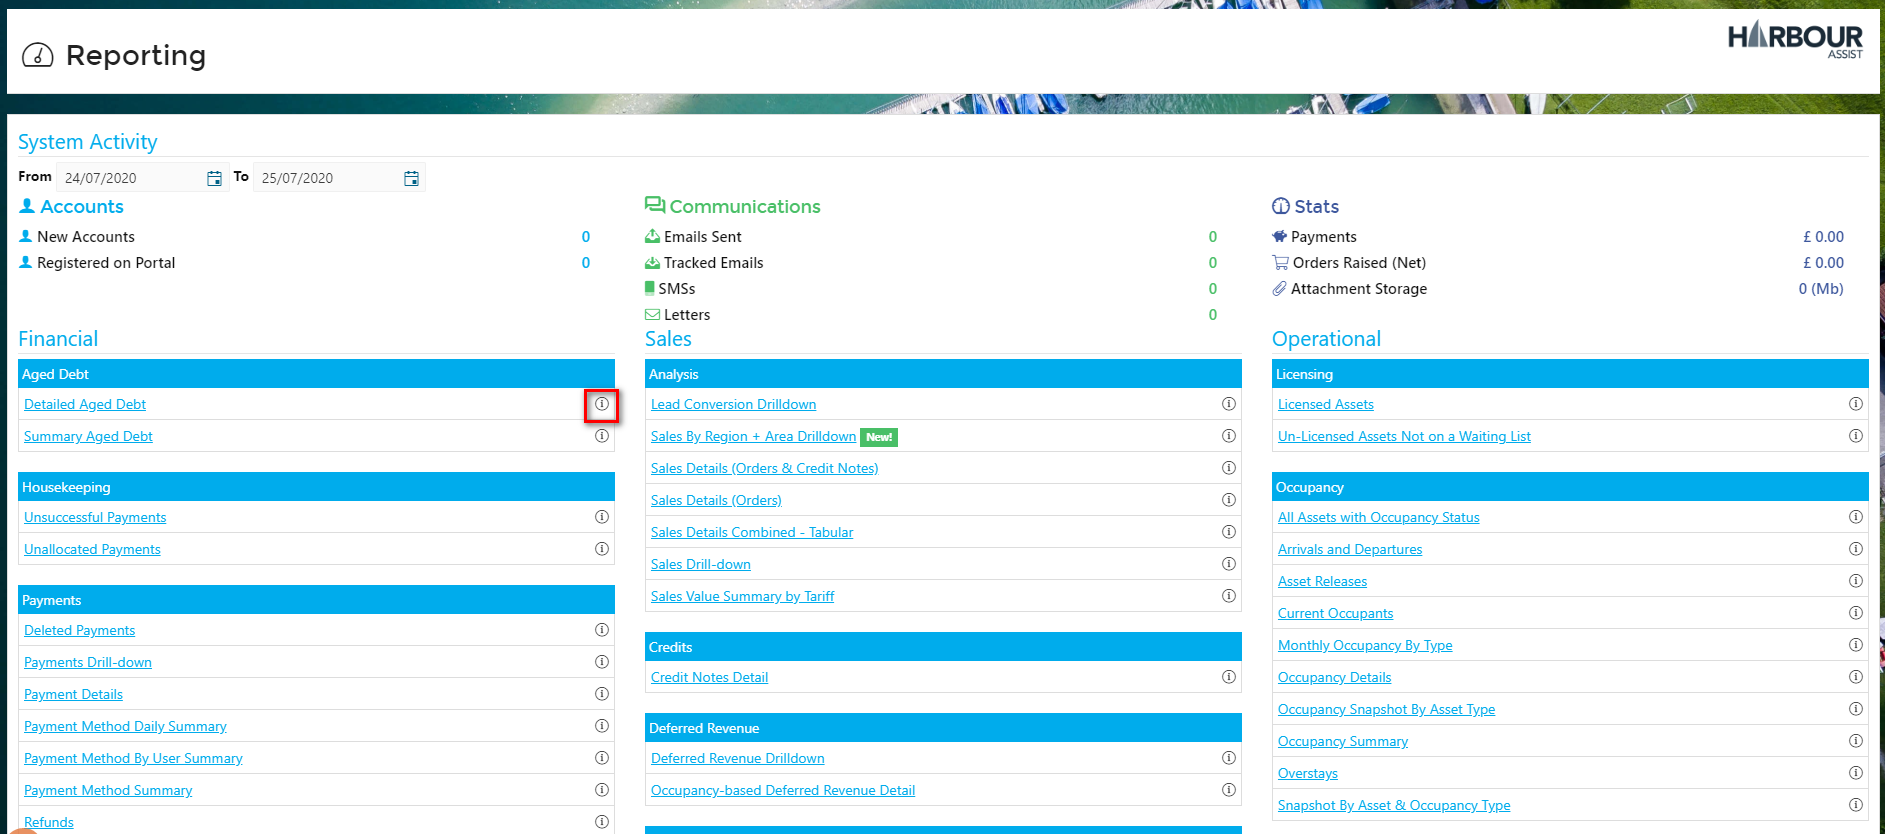 Reporting
HARBOUR
ASSIST
System Activity
From 24/07/2020 To 25/07/2020
Accounts
New Accounts 0
Registered on Portal 0
Communications
Emails Sent 0
Tracked Emails 0
SMSs 0
Letters 0
Stats
Payments £ 0.00
Orders Raised (Net) £ 0.00
Attachment Storage 0 (Mb)
Financial
Aged Debt
Detailed Aged Debt
Summary Aged Debt
Housekeeping
Unsuccessful Payments
Unallocated Payments
Payments
Deleted Payments
Payments Drill-down
Payment Details
Payment Method Daily Summary
Payment Method By User Summary
Payment Method Summary
Refunds
Sales
Analysis
Lead Conversion Drilldown
Sales By Region + Area Drilldown New!
Sales Details (Orders & Credit Notes)
Sales Details (Orders)
Sales Details Combined - Tabular
Sales Drill-down
Sales Value Summary by Tariff
Credits
Credit Notes Detail
Deferred Revenue
Deferred Revenue Drilldown
Occupancy-based Deferred Revenue Detail
Operational
Licensing
Licensed Assets
Un-Licensed Assets Not on a Waiting List
Occupancy
All Assets with Occupancy Status
Arrivals and Departures
Asset Releases
Current Occupants
Monthly Occupancy By Type
Occupancy Details
Occupancy Snapshot By Asset Type
Occupancy Summary
Overstays
Snapshot By Asset & Occupancy Type